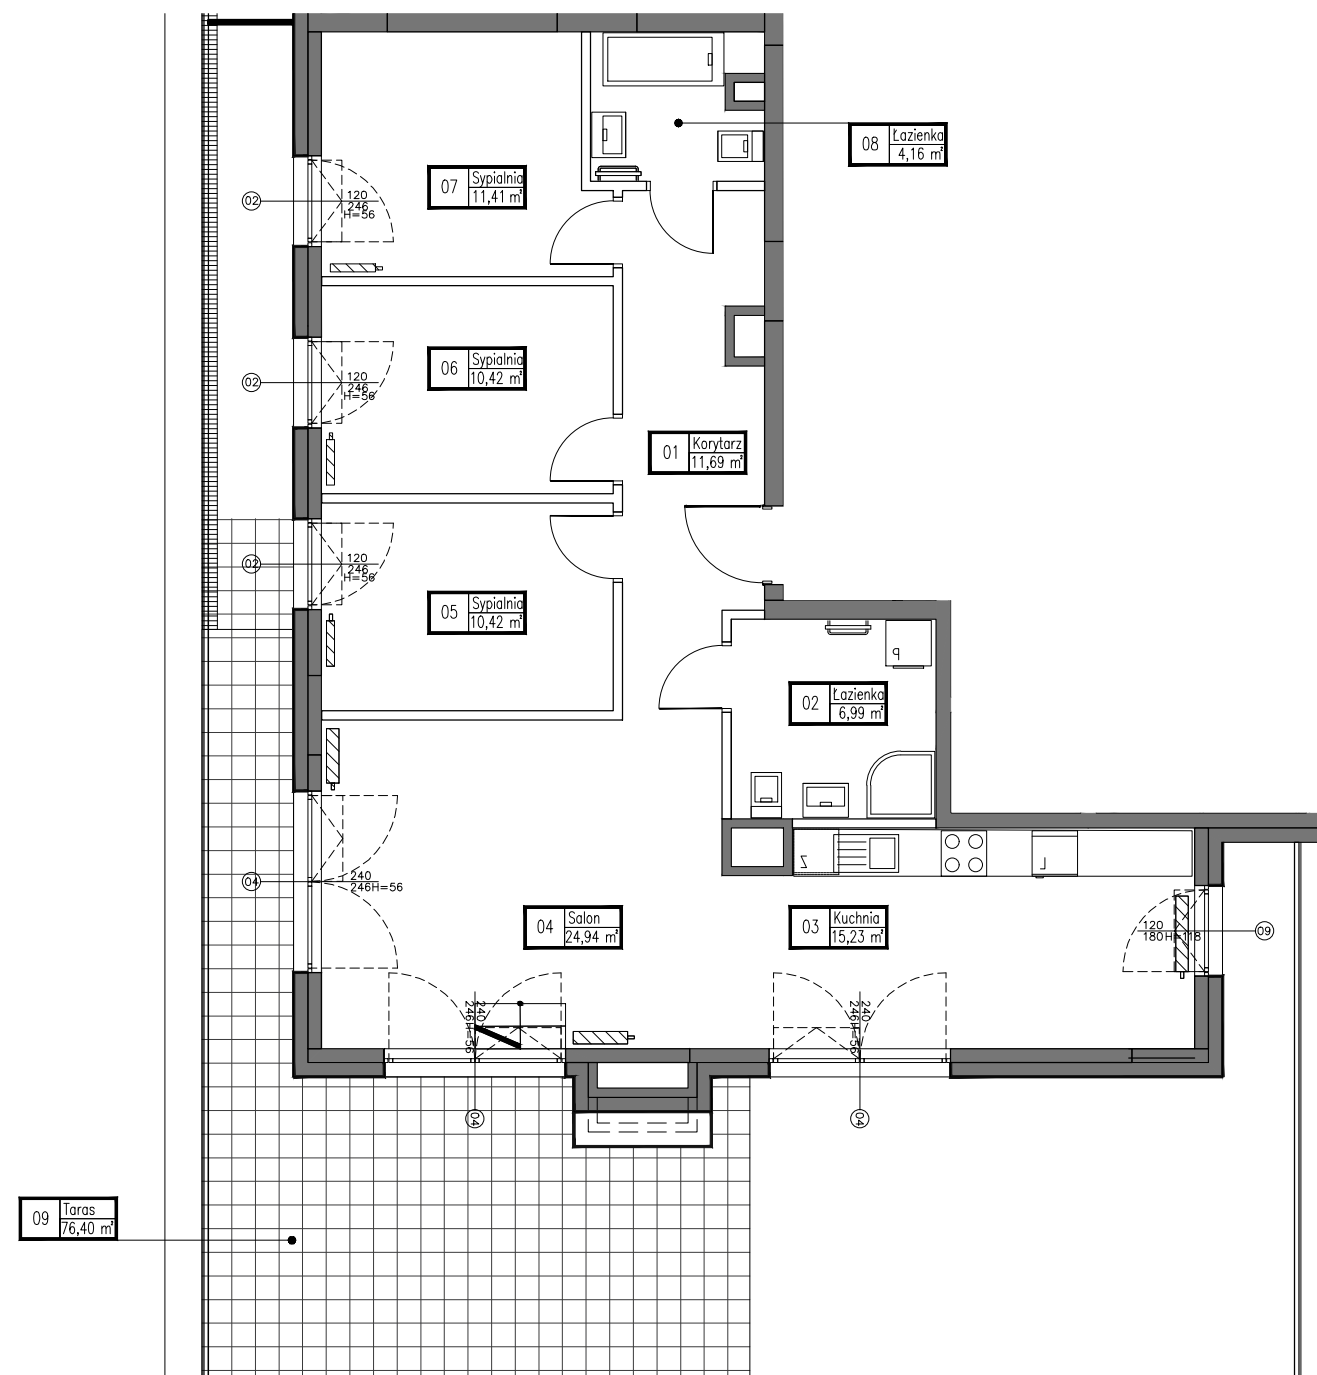 08
Łazienka
4,16 m²
07
Sypialnia
11,41 m²
02
120
246
H=56
06
Sypialnia
10,42 m²
02
120
246
H=56
01
Korytarz
11,69 m²
02
120
246
H=56
05
Sypialnia
10,42 m²
P
02
Łazienka
6,99 m²
Z
L
04
240
246H=56
04
Salon
24,94 m²
03
Kuchnia
15,23 m²
120
180H=118
09
240
246H=56
04
240
246H=56
04
09
Taras
76,40 m²